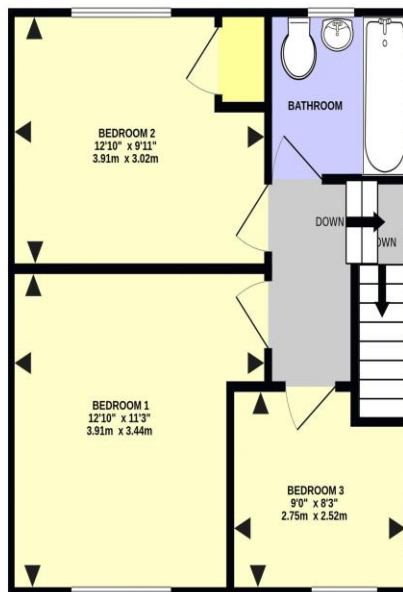 BATHROOM
BEDROOM 2
12'10" x 9'11"
3.91m x 3.02m
DOWN
OWN
BEDROOM 1
12'10" x 11'3"
3.91m x 3.44m
BEDROOM 3
9'0" x 8'3"
2.75m x 2.52m